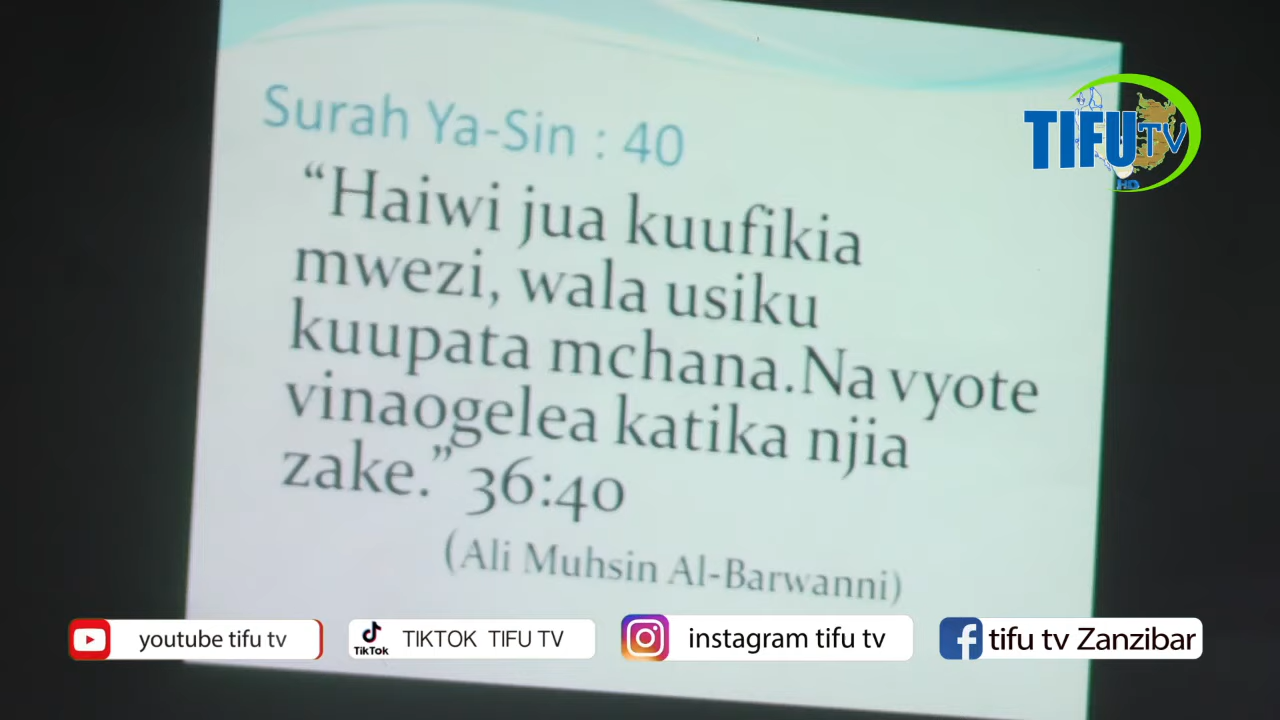 Surah Ya-Sin : 40
“Haiwi jua kuufikia
mwezi, wala usiku
kuupata mchana.Na vyote
vinaogelea katika njia
zake.” 36:40
(Ali Muhsin Al-Barwanni)
TIFU TV
HD
youtube tifu tv
TikTok
TIKTOK TIFU TV
instagram tifu tv
tifu tv Zanzibar